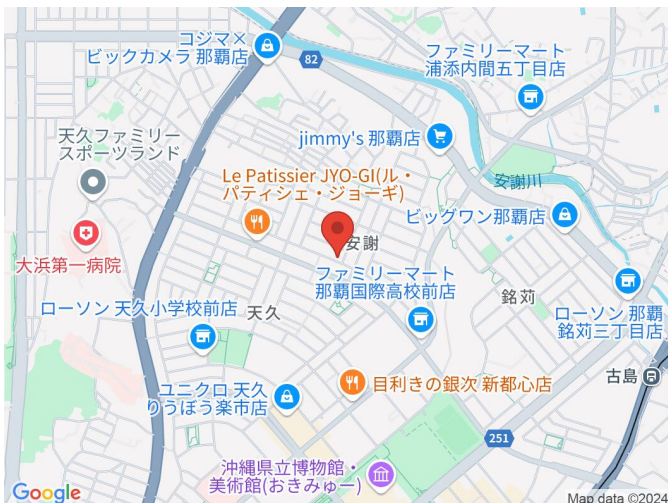 コジマ×
ビックカメラ 那覇店
82
ファミリーマート
浦添内間五丁目店
天久ファミリー
スポーツランド
jimmy's 那覇店
Le Patissier JYO-GI(ル・
パティシェ・ジョーギ)
安謝川
ビッグワン那覇店
大浜第一病院
安謝
ファミリーマート
那覇国際高校前店
ローソン 天久小学校前店
天久
銘苅
ローソン 那覇
銘苅三丁目店
古島
目利きの銀次 新都心店
ユニクロ 天久
りうぼう楽市店
251
沖縄県立博物館・
美術館(おきみゅー)
Google
Map data ©2024